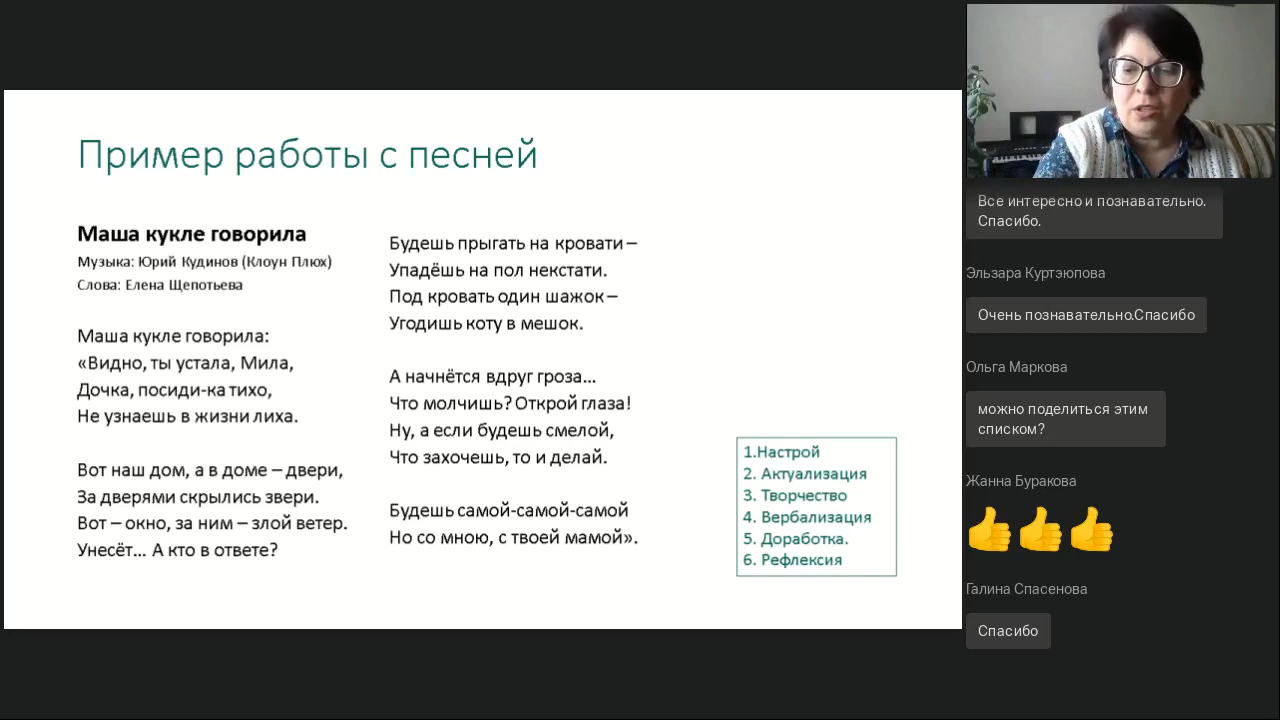 Пример работы с песней
Маша кукле говорила
Музыка: Юрий Кудинов (Клоун Плюх)
Слова: Елена Щепотьева
Маша кукле говорила:
«Видно, ты устала, Мила,
Дочка, посиди-ка тихо,
Не узнаешь в жизни лиха.
Вот наш дом, а в доме – двери,
За дверями скрылись звери.
Вот – окно, за ним – злой ветер.
Унесёт... А кто в ответе?
Будешь прыгать на кровати –
Упадёшь на пол некстати.
Под кровать один шажок –
Угодишь коту в мешок.
А начнётся вдруг гроза...
Что молчишь? Открой глаза!
Ну, а если будешь смелой,
Что захочешь, то и делай.
Будешь самой-самой-самой
Но со мною, с твоей мамой».
1.Настрой
2. Актуализация
3. Творчество
4. Вербализация
5. Доработка.
6. Рефлексия
Все интересно и познавательно.
Спасибо.
Эльзара Куртэюпова
Очень познавательно.Спасибо
Ольга Маркова
можно поделиться этим
списком?
Жанна Буракова
Галина Спасенова
Спасибо